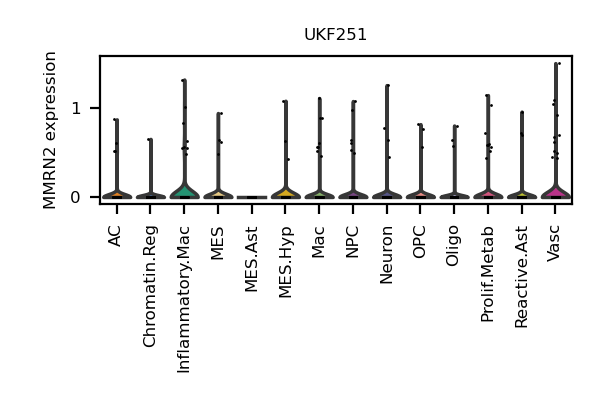 UKF251
MMRN2 expression
1
0
AC
Chromatin.Reg
Inflammatory.Mac
MES
MES.Ast
MES.Hyp
Mac
NPC
Neuron
OPC
Oligo
Prolif.Metab
Reactive.Ast
Vasc